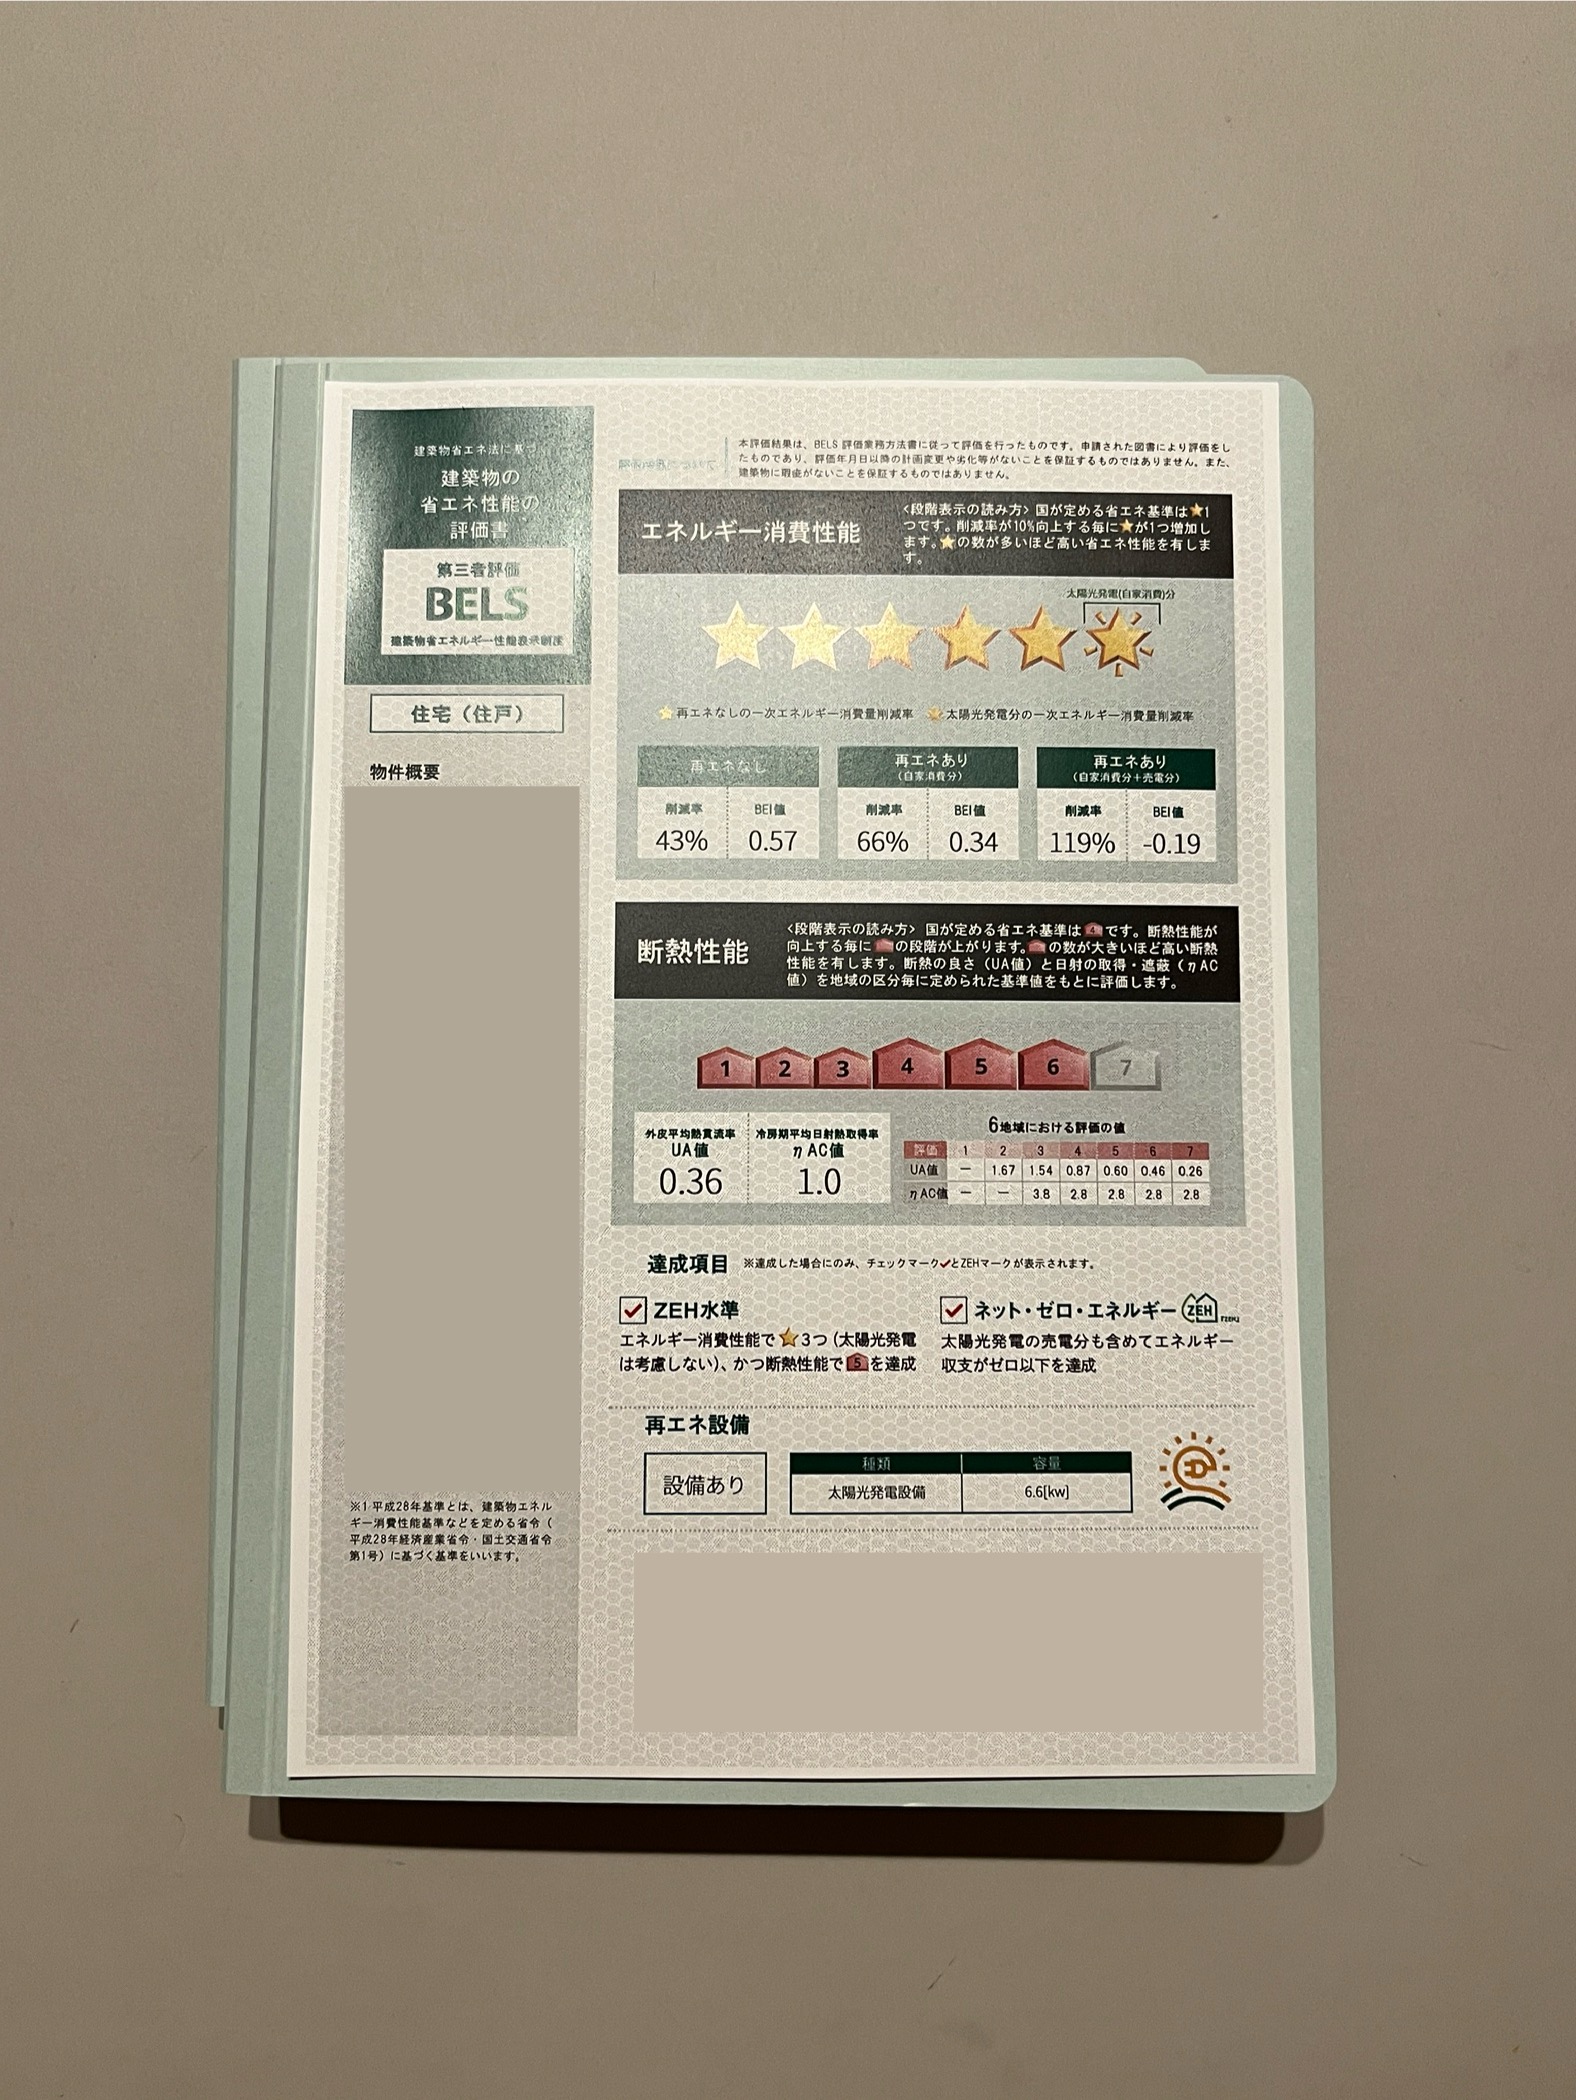 建築物省エネ法に基づく
建築物の
省エネ性能の
評価書
第三者評価
BELS
建築物省エネルギー性能表示制度
住宅（住戸）
物件概要
※1 平成28年基準とは、建築物エネル
ギー消費性能基準などを定める省令（
平成28年経済産業省令・国土交通省令
第1号）に基づく基準をいいます。
本評価結果は、BELS 評価業務方法書に従って評価を行ったものです。申請された図書により評価をし
たものであり、評価年月日以降の計画変更や劣化等がないことを保証するものではありません。また、
建築物に瑕疵がないことを保証するものではありません。
エネルギー消費性能
<段階表示の読み方> 国が定める省エネ基準は★1
つです。削減率が10%向上する毎に★が1つ増加し
ます。★の数が多いほど高い省エネ性能を有しま
す。
太陽光発電(自家消費)分
★再エネなしの一次エネルギー消費量削減率 ★太陽光発電分の一次エネルギー消費量削減率
再エネなし
削減率 BEI値
43% 0.57
再エネあり
（自家消費分）
削減率 BEI値
66% 0.34
再エネあり
（自家消費分＋売電分）
削減率 BEI値
119% -0.19
断熱性能
<段階表示の読み方> 国が定める省エネ基準は4です。断熱性能が
向上する毎に の段階が上がります。 の数が大きいほど高い断熱
性能を有します。断熱の良さ（UA値）と日射の取得・遮蔽（ηAC
値）を地域の区分毎に定められた基準値をもとに評価します。
1 2 3 4 5 6 7
外皮平均熱貫流率
UA値
0.36
冷房期平均日射熱取得率
ηAC値
1.0
6地域における評価の値
評価 1 2 3 4 5 6 7
UA値 － 1.67 1.54 0.87 0.60 0.46 0.26
ηAC値 － － 3.8 2.8 2.8 2.8 2.8
達成項目 ※達成した場合にのみ、チェックマーク✓とZEHマークが表示されます。
✓ ZEH水準
エネルギー消費性能で★3つ（太陽光発電
は考慮しない）、かつ断熱性能で5を達成
✓ ネット・ゼロ・エネルギー ZEH
太陽光発電の売電分も含めてエネルギー
収支がゼロ以下を達成
再エネ設備
設備あり
種類 容量
太陽光発電設備 6.6[kw]